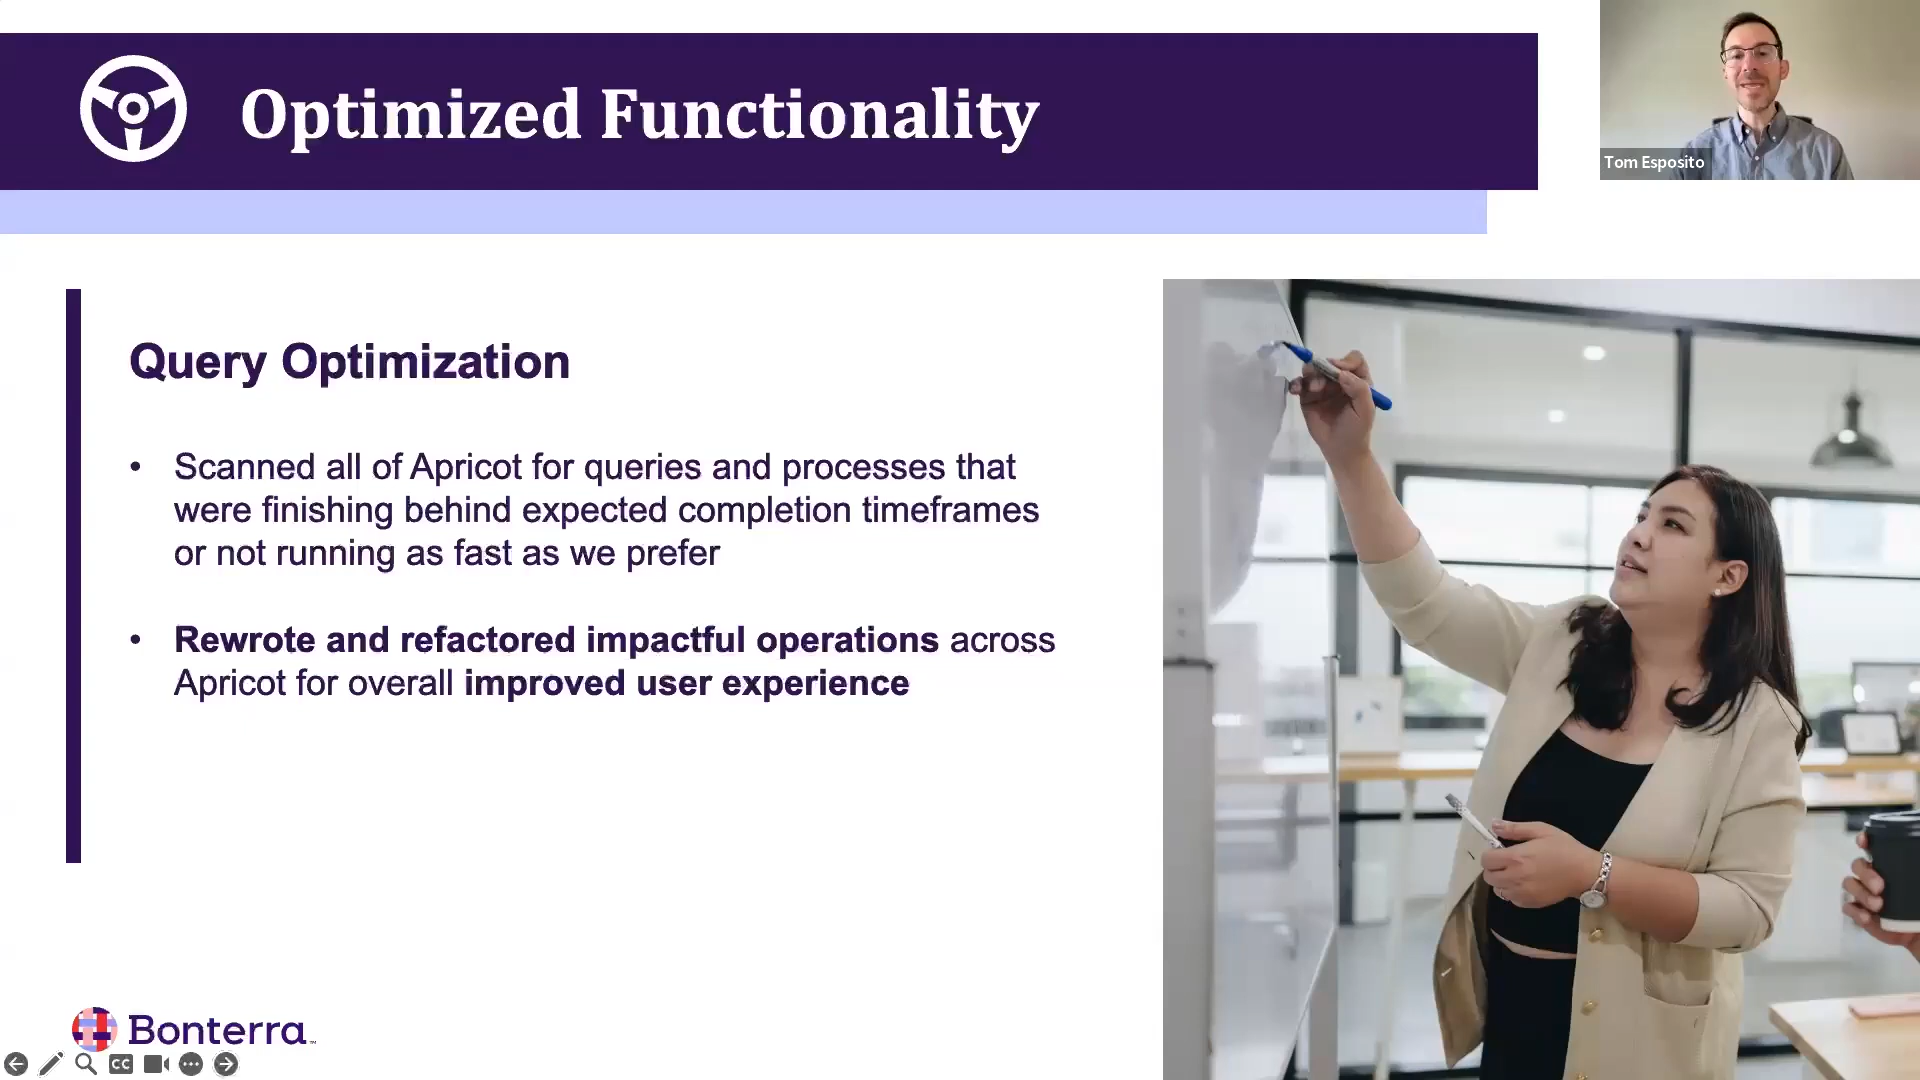 Optimized Functionality
Tom Esposito
Query Optimization
• Scanned all of Apricot for queries and processes that
were finishing behind expected completion timeframes
or not running as fast as we prefer
• Rewrote and refactored impactful operations across
Apricot for overall improved user experience
Bonterra™
CC